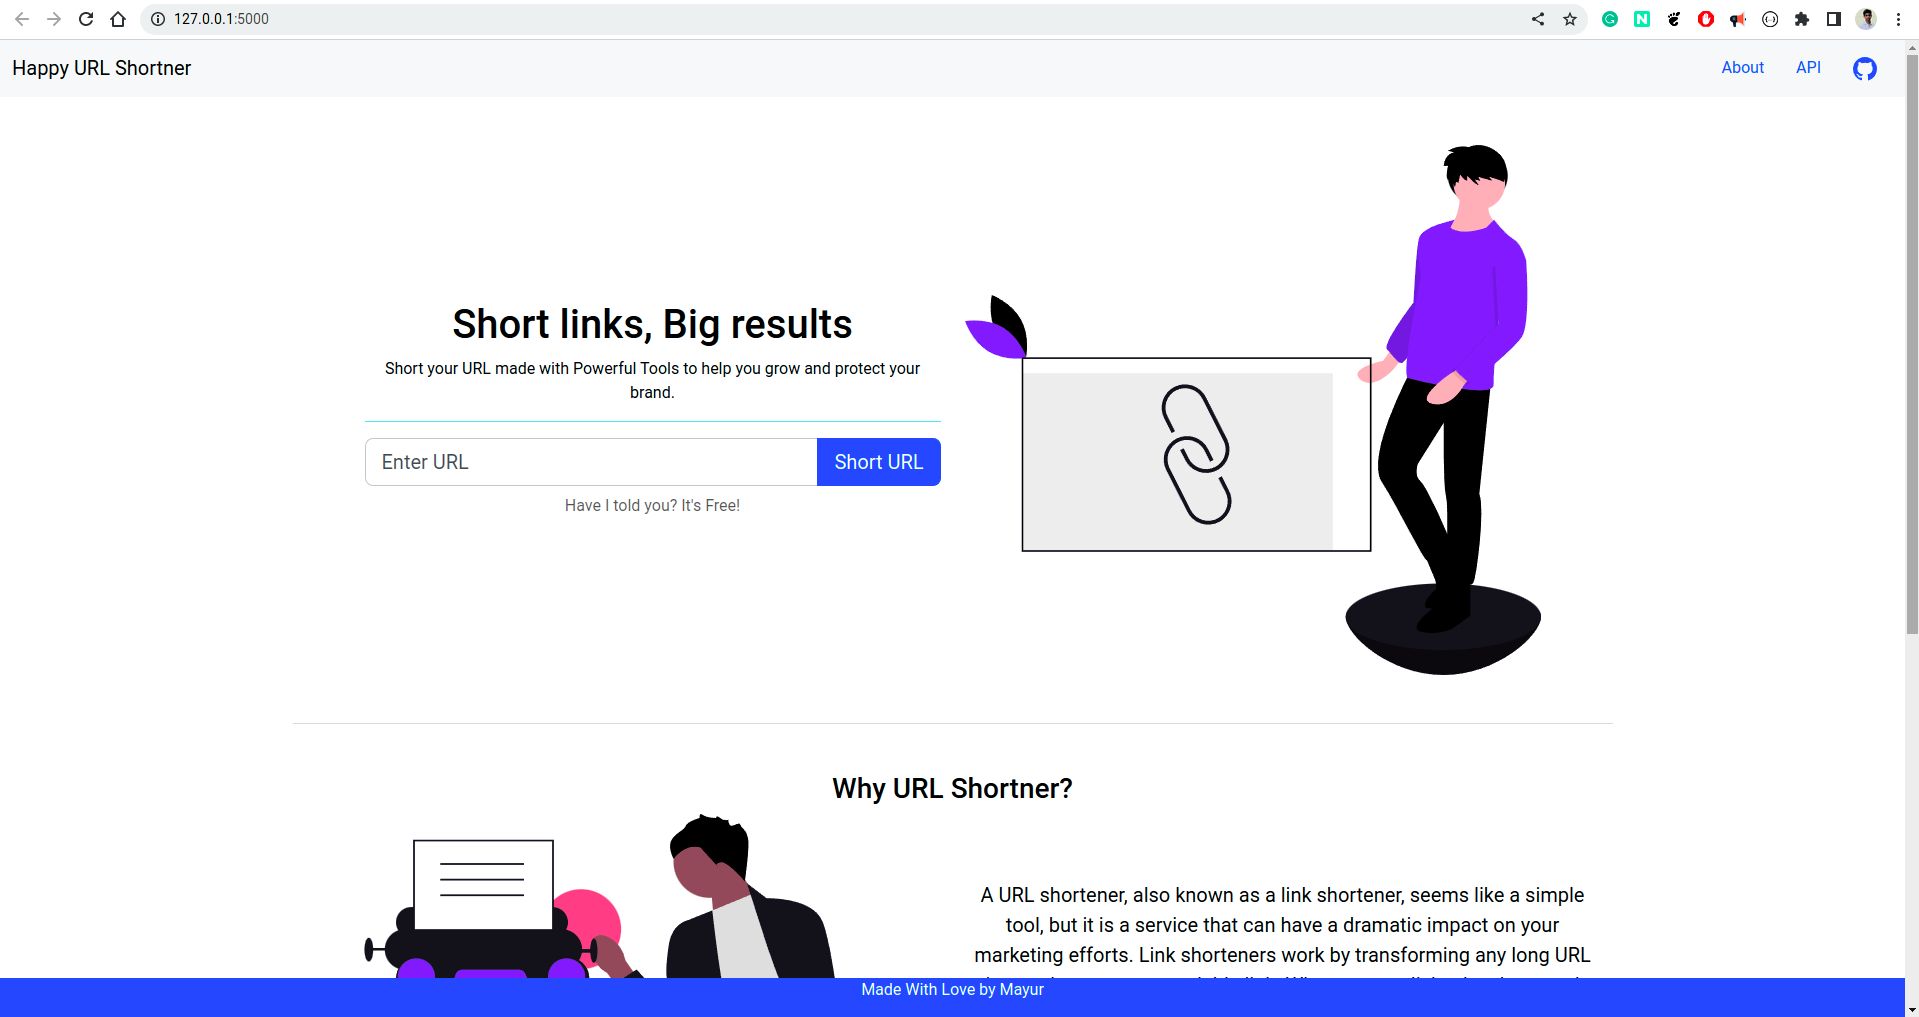 127.0.0.1:5000
Happy URL Shortner
About
API
Short links, Big results
Short your URL made with Powerful Tools to help you grow and protect your
brand.
Enter URL
Short URL
Have I told you? It's Free!
Why URL Shortner?
A URL shortener, also known as a link shortener, seems like a simple
tool, but it is a service that can have a dramatic impact on your
marketing efforts. Link shorteners work by transforming any long URL
Made With Love by Mayur